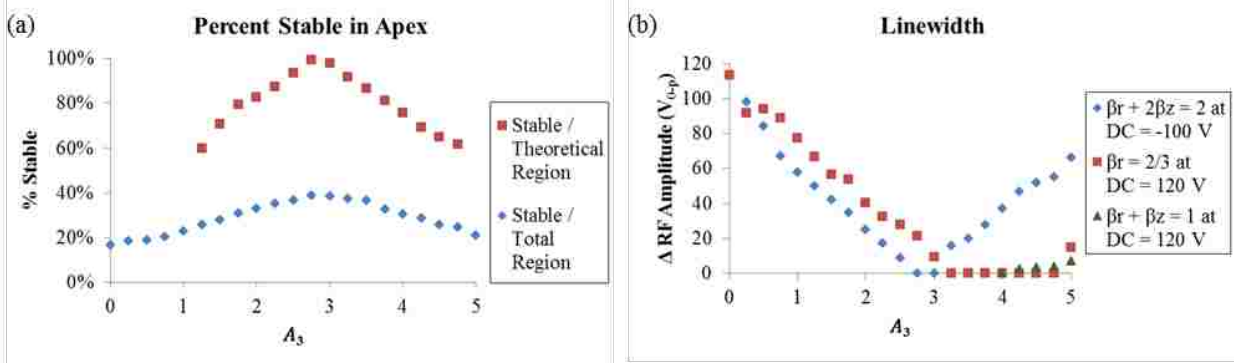 (a)
Percent Stable in Apex
100%
80%
60%
40%
20%
0%
% Stable
0 1 2 3 4 5
A₃
Stable /
Theoretical
Region
Stable /
Total
Region
(b)
Linewidth
120
100
80
60
40
20
0
Δ RF Amplitude (V₀₋ₚ)
0 1 2 3 4 5
A₃
βr + 2βz = 2 at
DC = -100 V
βr = 2/3 at
DC = 120 V
βr + βz = 1 at
DC = 120 V